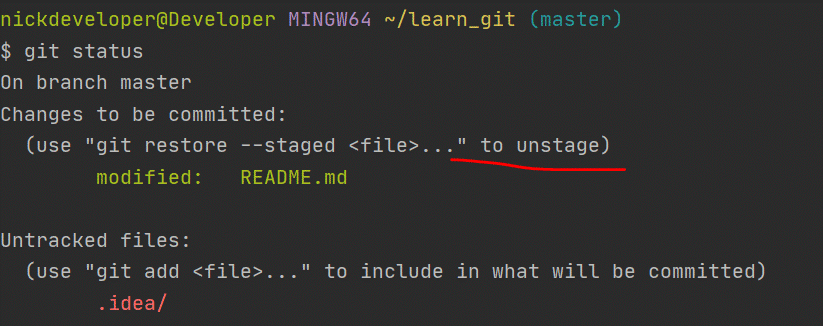 nickdeveloper@Developer MINGW64 ~/learn_git (master)
$ git status
On branch master
Changes to be committed:
  (use "git restore --staged <file>..." to unstage)
        modified:   README.md

Untracked files:
  (use "git add <file>..." to include in what will be committed)
        .idea/